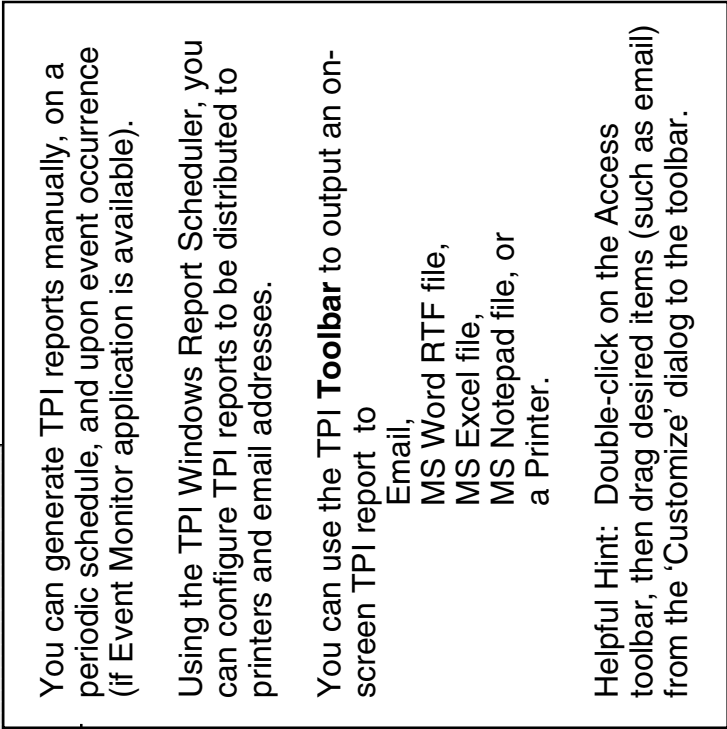 You can generate TPI reports manually, on a
periodic schedule, and upon event occurrence
(if Event Monitor application is available).
Using the TPI Windows Report Scheduler, you
can configure TPI reports to be distributed to
printers and email addresses.
You can use the TPI Toolbar to output an on-
screen TPI report  to
Email,
MS Word RTF file,
MS Excel file,
MS Notepad file, or
a Printer.
Helpful Hint:  Double-click on the Access
toolbar, then drag desired items (such as email)
from the ‘Customize’ dialog to the toolbar.